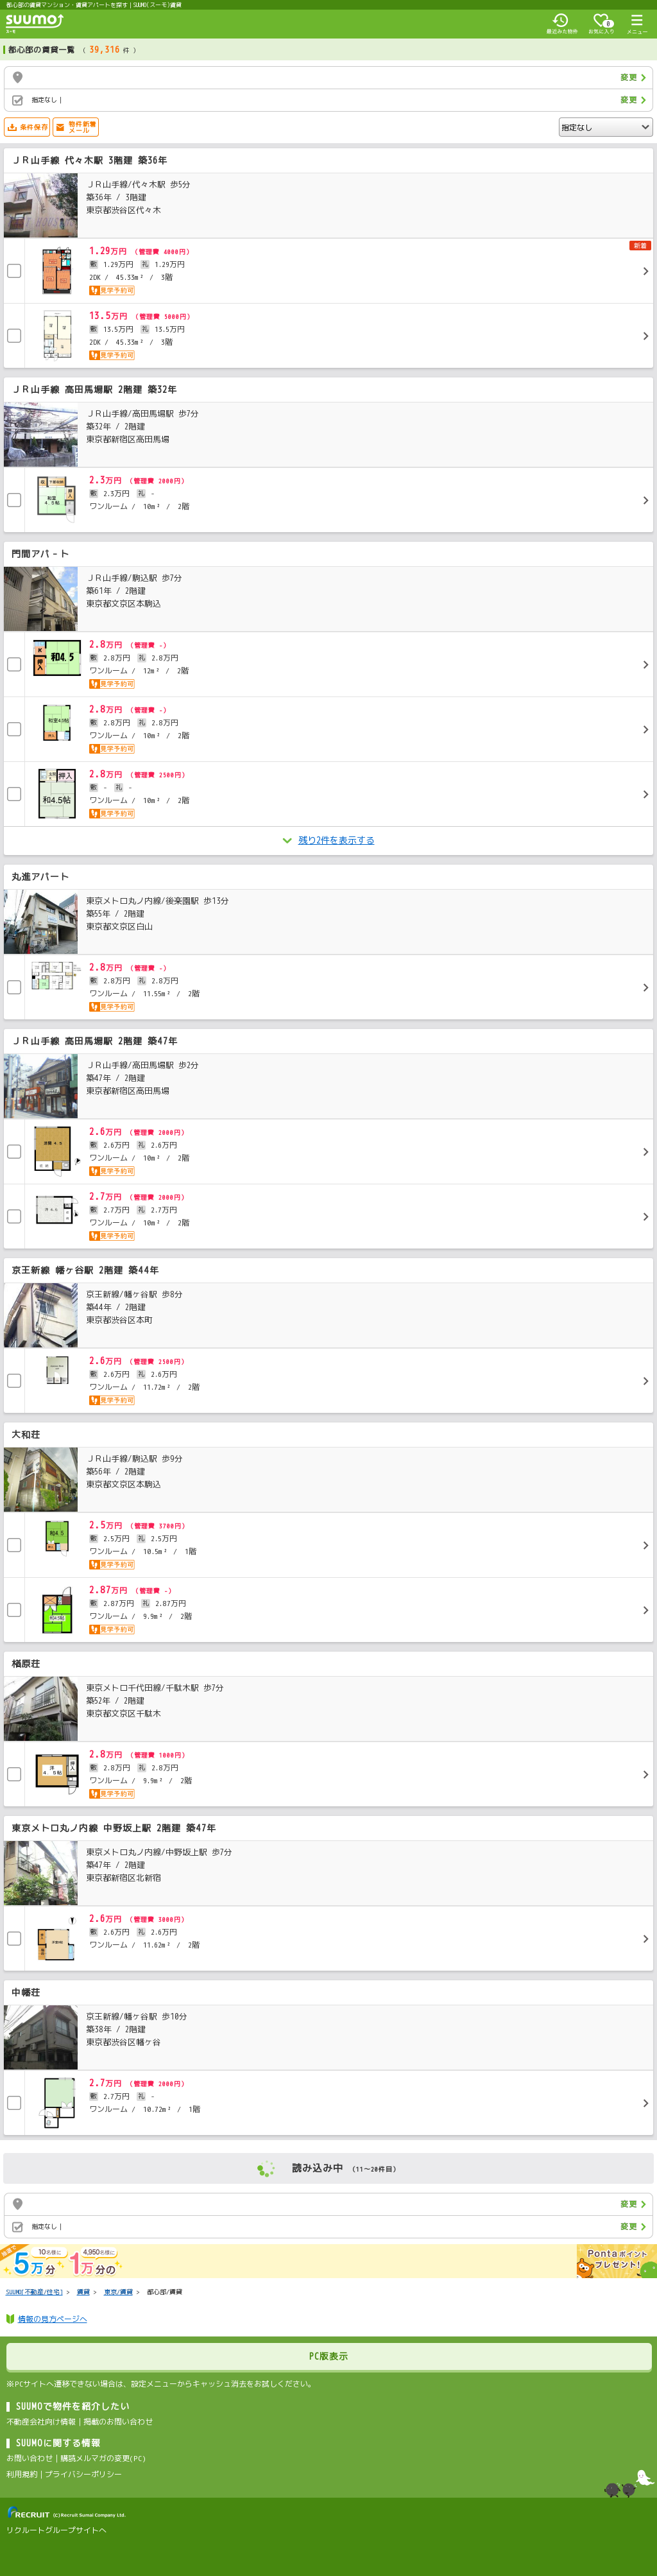 都心部の賃貸マンション・賃貸アパートを探す | SUUMO(スーモ)賃貸
SUUMO
スーモ
最近みた物件
お気に入り
0
メニュー
都心部の賃貸一覧 （ 39,316 件 ）
変更
指定なし |
変更
条件保存
物件新着
メール
指定なし
ＪＲ山手線 代々木駅 3階建 築36年
ＪＲ山手線/代々木駅 歩5分
築36年 / 3階建
東京都渋谷区代々木
1.29万円 （管理費 4000円）
新着
敷 1.29万円 礼 1.29万円
2DK / 45.33m² / 3階
見学予約可
13.5万円 （管理費 5000円）
敷 13.5万円 礼 13.5万円
2DK / 45.33m² / 3階
見学予約可
ＪＲ山手線 高田馬場駅 2階建 築32年
ＪＲ山手線/高田馬場駅 歩7分
築32年 / 2階建
東京都新宿区高田馬場
2.3万円 （管理費 2000円）
敷 2.3万円 礼 -
ワンルーム / 10m² / 2階
門間アパ－ト
ＪＲ山手線/駒込駅 歩7分
築61年 / 2階建
東京都文京区本駒込
K
押入
和4.5
2.8万円 （管理費 -）
敷 2.8万円 礼 2.8万円
ワンルーム / 12m² / 2階
見学予約可
2.8万円 （管理費 -）
敷 2.8万円 礼 2.8万円
ワンルーム / 10m² / 2階
見学予約可
押入
和4.5帖
2.8万円 （管理費 2500円）
敷 - 礼 -
ワンルーム / 10m² / 2階
見学予約可
残り2件を表示する
丸進アパート
東京メトロ丸ノ内線/後楽園駅 歩13分
築55年 / 2階建
東京都文京区白山
2.8万円 （管理費 -）
敷 2.8万円 礼 2.8万円
ワンルーム / 11.55m² / 2階
見学予約可
ＪＲ山手線 高田馬場駅 2階建 築47年
ＪＲ山手線/高田馬場駅 歩2分
築47年 / 2階建
東京都新宿区高田馬場
2.6万円 （管理費 2000円）
敷 2.6万円 礼 2.6万円
ワンルーム / 10m² / 2階
見学予約可
2.7万円 （管理費 2000円）
敷 2.7万円 礼 2.7万円
ワンルーム / 10m² / 2階
見学予約可
京王新線 幡ヶ谷駅 2階建 築44年
京王新線/幡ヶ谷駅 歩8分
築44年 / 2階建
東京都渋谷区本町
2.6万円 （管理費 2500円）
敷 2.6万円 礼 2.6万円
ワンルーム / 11.72m² / 2階
見学予約可
大和荘
ＪＲ山手線/駒込駅 歩9分
築56年 / 2階建
東京都文京区本駒込
和4.5
2.5万円 （管理費 3700円）
敷 2.5万円 礼 2.5万円
ワンルーム / 10.5m² / 1階
見学予約可
2.87万円 （管理費 -）
敷 2.87万円 礼 2.87万円
ワンルーム / 9.9m² / 2階
見学予約可
楠原荘
東京メトロ千代田線/千駄木駅 歩7分
築52年 / 2階建
東京都文京区千駄木
洋
４．５帖
押入
2.8万円 （管理費 1000円）
敷 2.8万円 礼 2.8万円
ワンルーム / 9.9m² / 2階
見学予約可
東京メトロ丸ノ内線 中野坂上駅 2階建 築47年
東京メトロ丸ノ内線/中野坂上駅 歩7分
築47年 / 2階建
東京都新宿区北新宿
2.6万円 （管理費 3000円）
敷 2.6万円 礼 2.6万円
ワンルーム / 11.62m² / 2階
中幡荘
京王新線/幡ヶ谷駅 歩10分
築38年 / 2階建
東京都渋谷区幡ヶ谷
2.7万円 （管理費 2000円）
敷 2.7万円 礼 -
ワンルーム / 10.72m² / 1階
読み込み中 （11～20件目）
変更
指定なし |
変更
10名様に
5万分
4,950名様に
1万分の
Pontaポイント
プレゼント!
SUUMO[不動産/住宅] > 賃貸 > 東京/賃貸 > 都心部/賃貸
情報の見方ページへ
PC版表示
※PCサイトへ遷移できない場合は、設定メニューからキャッシュ消去をお試しください。
SUUMOで物件を紹介したい
不動産会社向け情報 | 掲載のお問い合わせ
SUUMOに関する情報
お問い合わせ | 購読メルマガの変更(PC)
利用規約 | プライバシーポリシー
RECRUIT (C)Recruit Sumai Company Ltd.
リクルートグループサイトへ